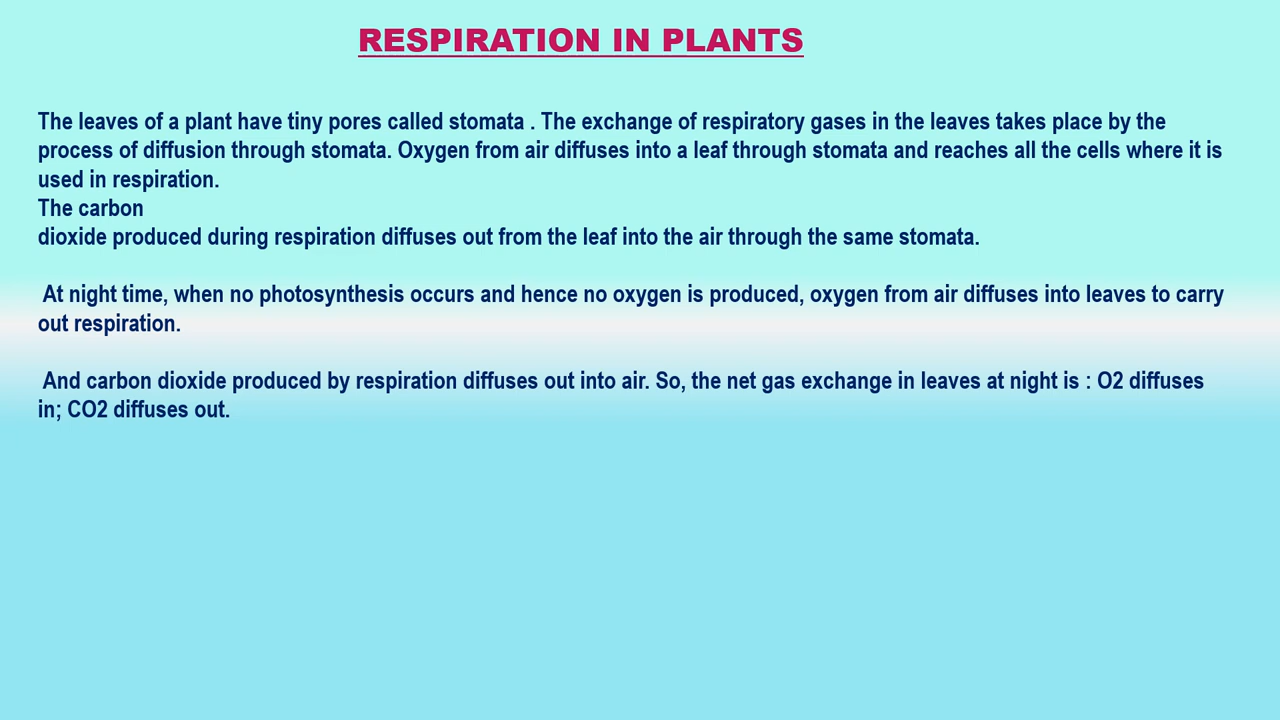 RESPIRATION IN PLANTS
The leaves of a plant have tiny pores called stomata . The exchange of respiratory gases in the leaves takes place by the
process of diffusion through stomata. Oxygen from air diffuses into a leaf through stomata and reaches all the cells where it is
used in respiration.
The carbon
dioxide produced during respiration diffuses out from the leaf into the air through the same stomata.
At night time, when no photosynthesis occurs and hence no oxygen is produced, oxygen from air diffuses into leaves to carry
out respiration.
And carbon dioxide produced by respiration diffuses out into air. So, the net gas exchange in leaves at night is : O2 diffuses
in; CO2 diffuses out.